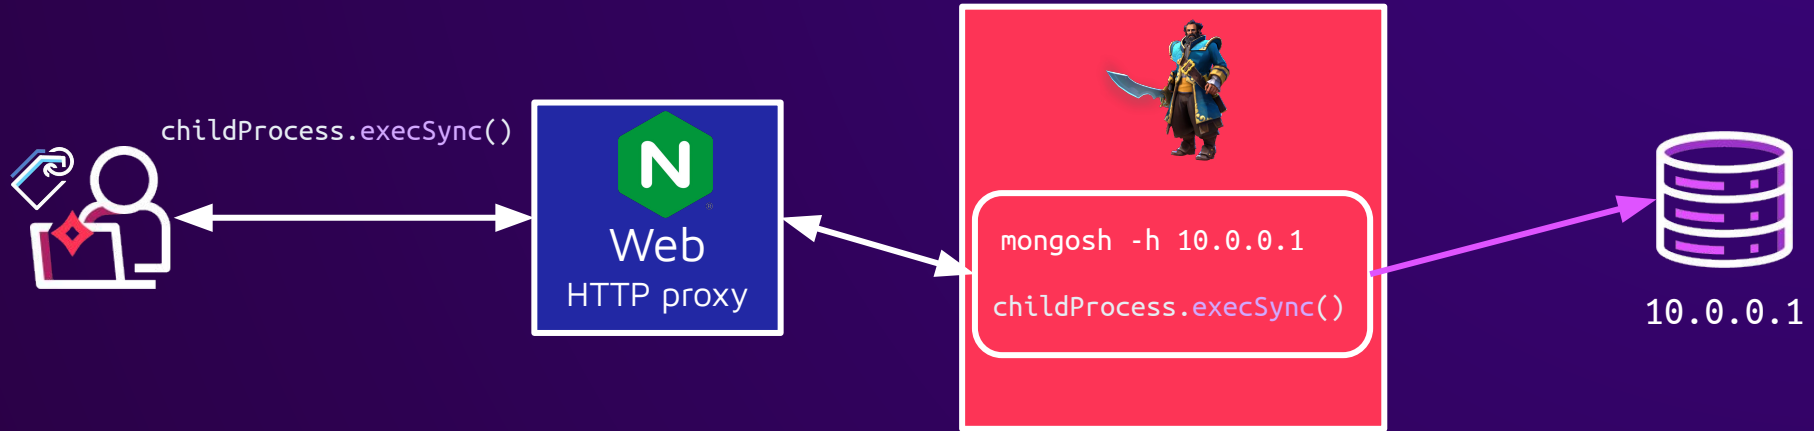 childProcess.execSync()
N
Web
HTTP proxy
mongosh -h 10.0.0.1
childProcess.execSync()
10.0.0.1